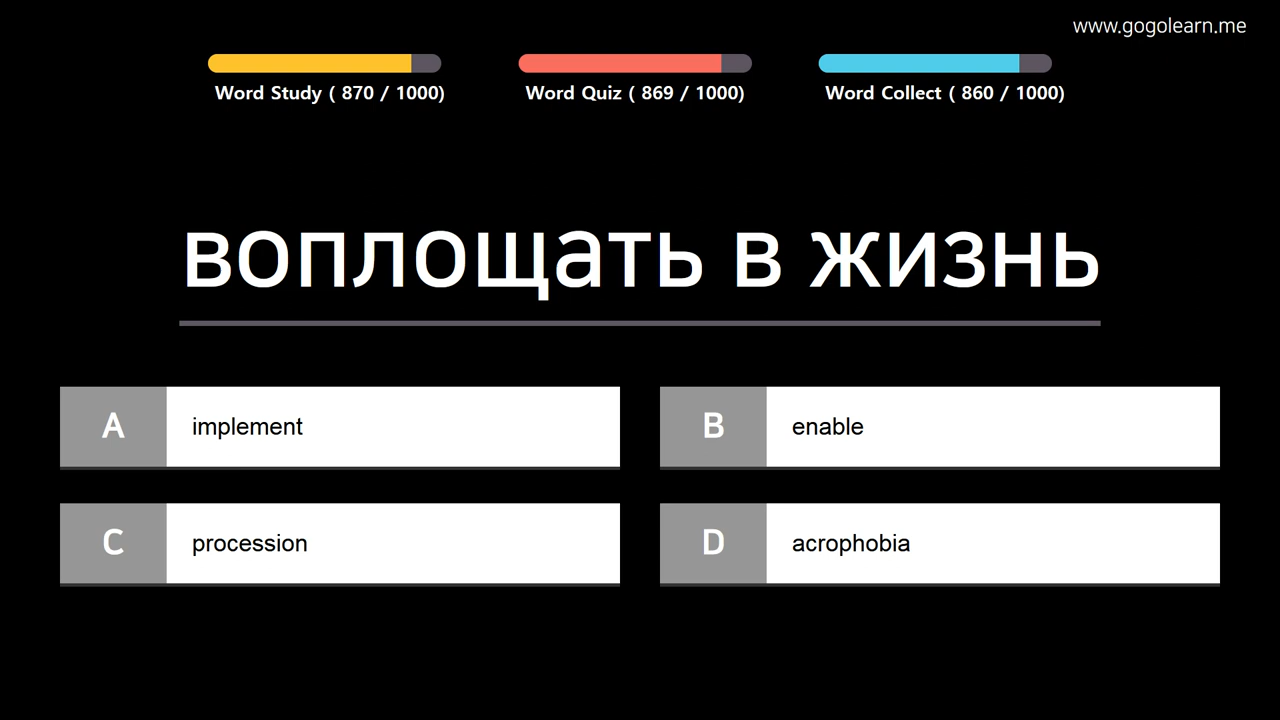 www.gogolearn.me
Word Study ( 870 / 1000)
Word Quiz ( 869 / 1000)
Word Collect ( 860 / 1000)
воплощать в жизнь
A implement
B enable
C procession
D acrophobia